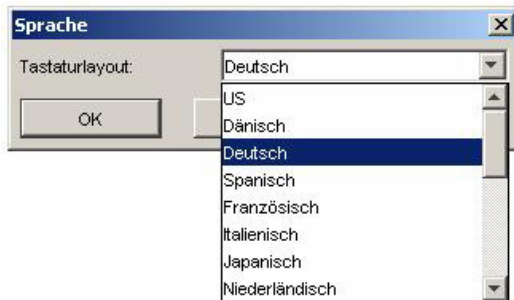 Sprache
Tastaturlayout: Deutsch
US
OK
Dänisch
Deutsch
Spanisch
Französisch
Italienisch
Japanisch
Niederländisch